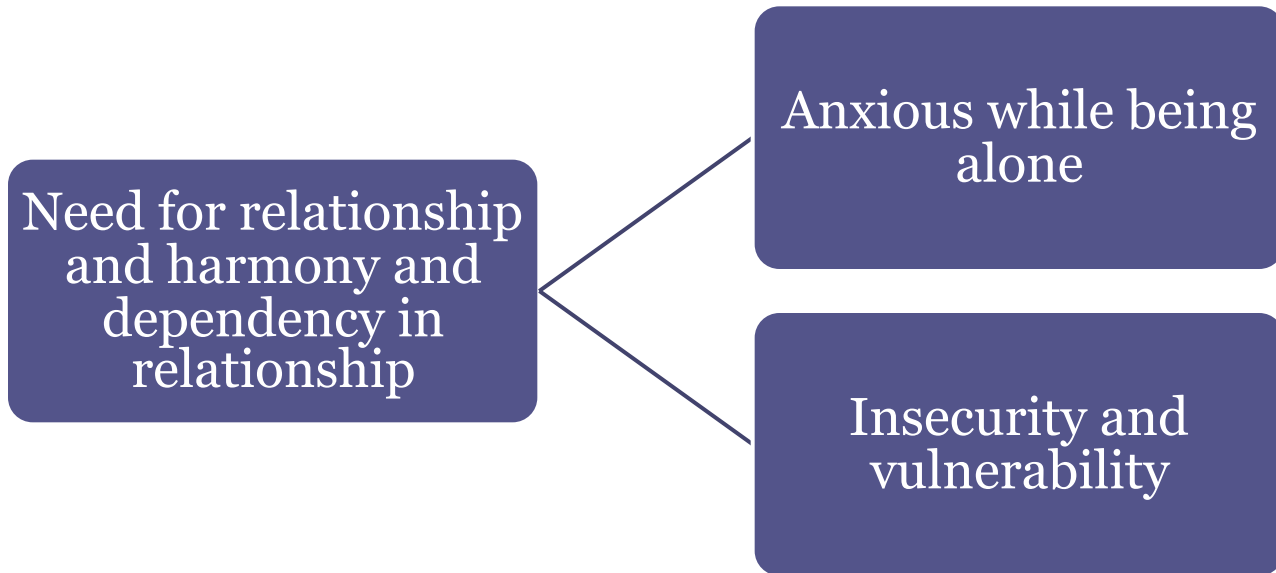 Need for relationship
and harmony and
dependency in
relationship
Anxious while being
alone
Insecurity and
vulnerability